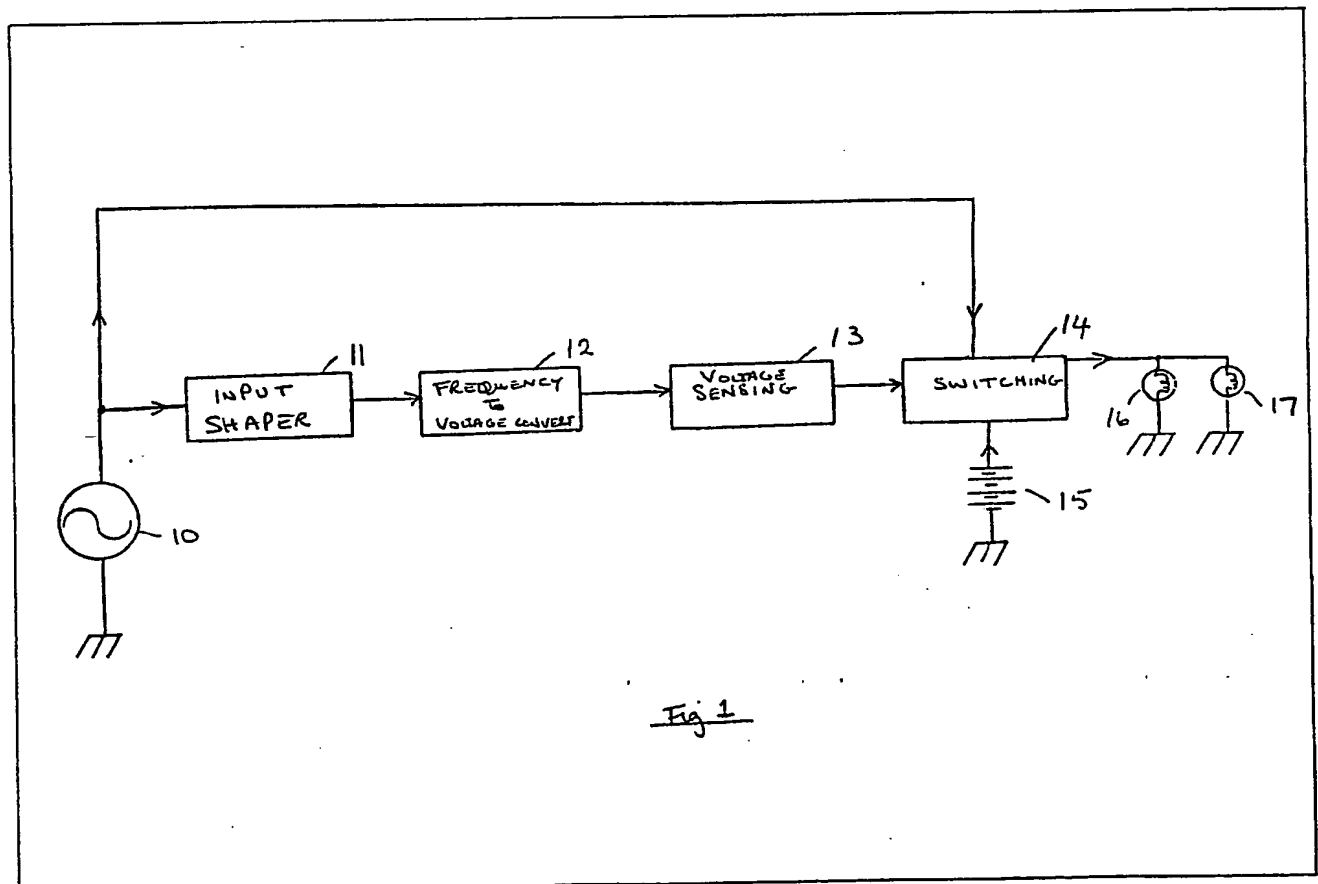 11
INPUT
SHAPER
12
FREQUENCY
TO
VOLTAGE CONVERT
13
VOLTAGE
SENSING
14
SWITCHING
16
17
15
10
Fig 1